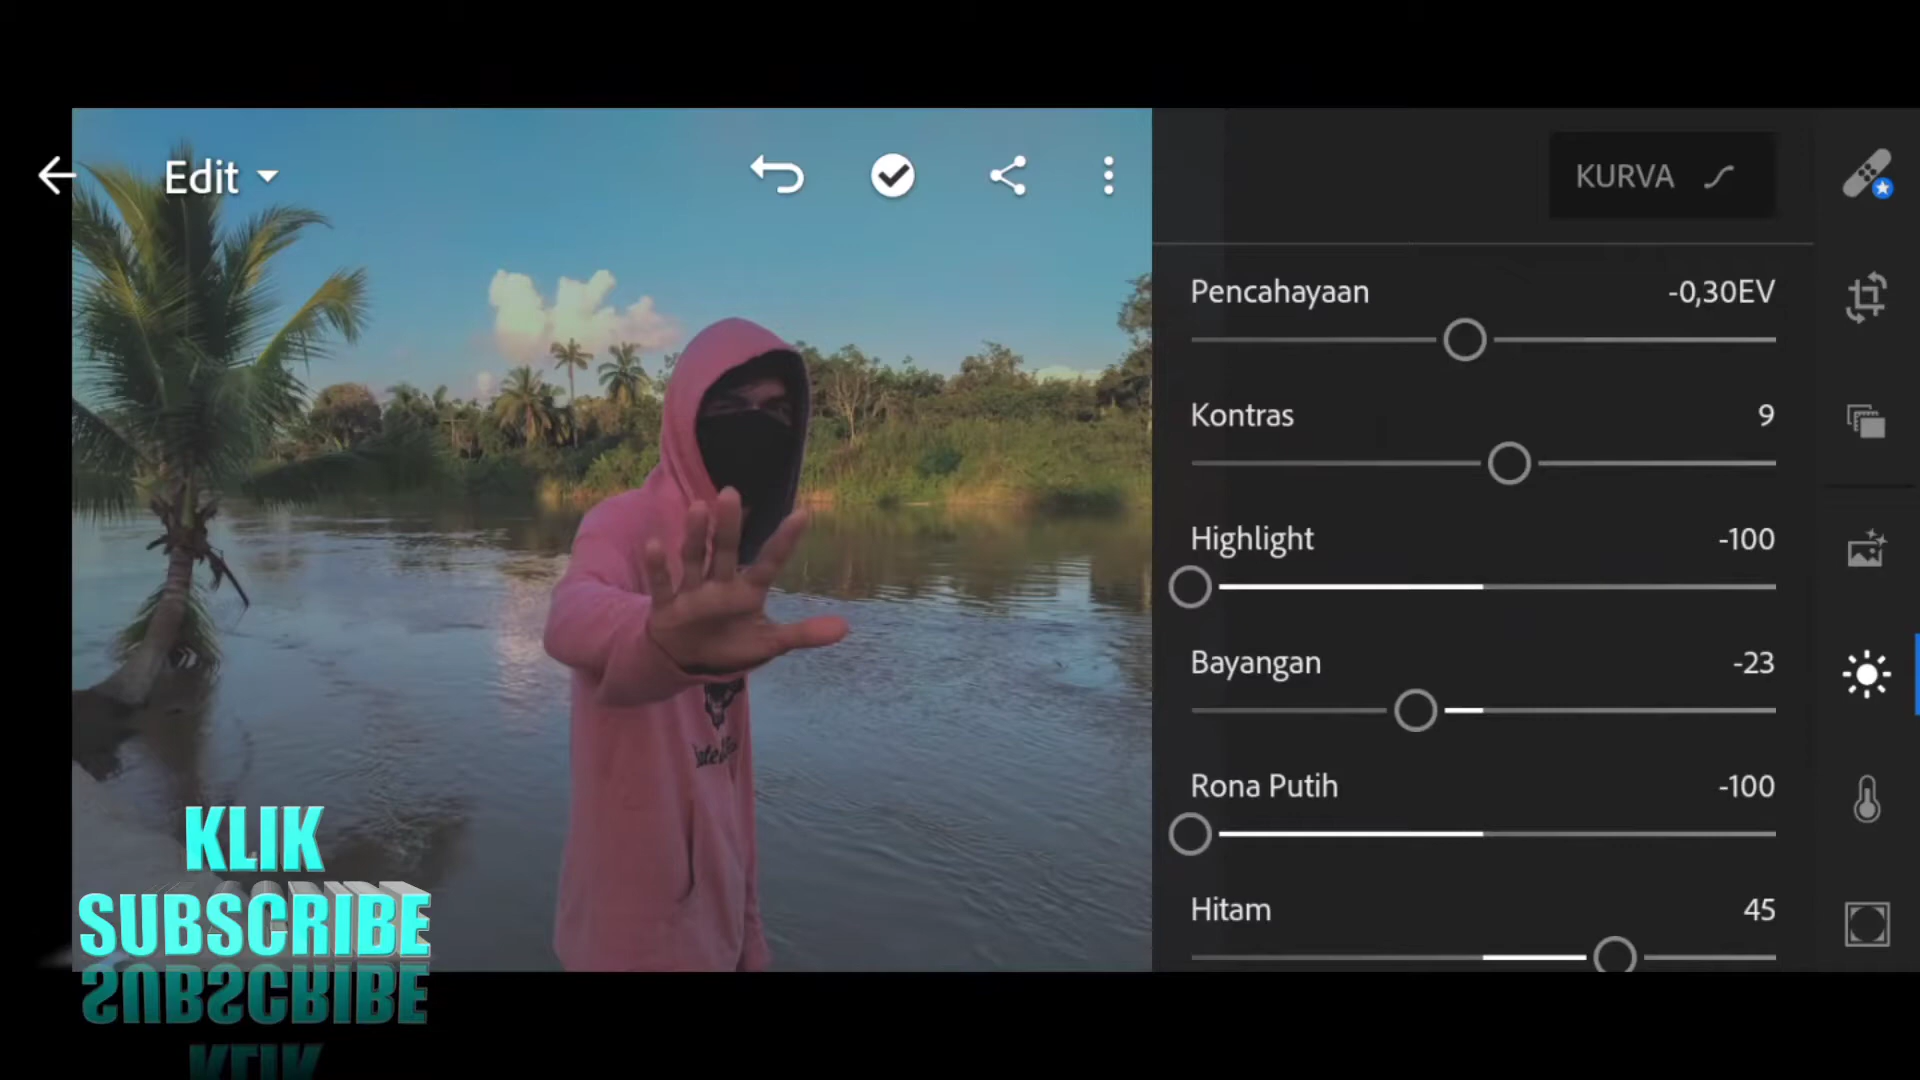 Edit
KURVA
Pencahayaan -0,30EV
Kontras 9
Highlight -100
Bayangan -23
Rona Putih -100
Hitam 45
KLIK
SUBSCRIBE